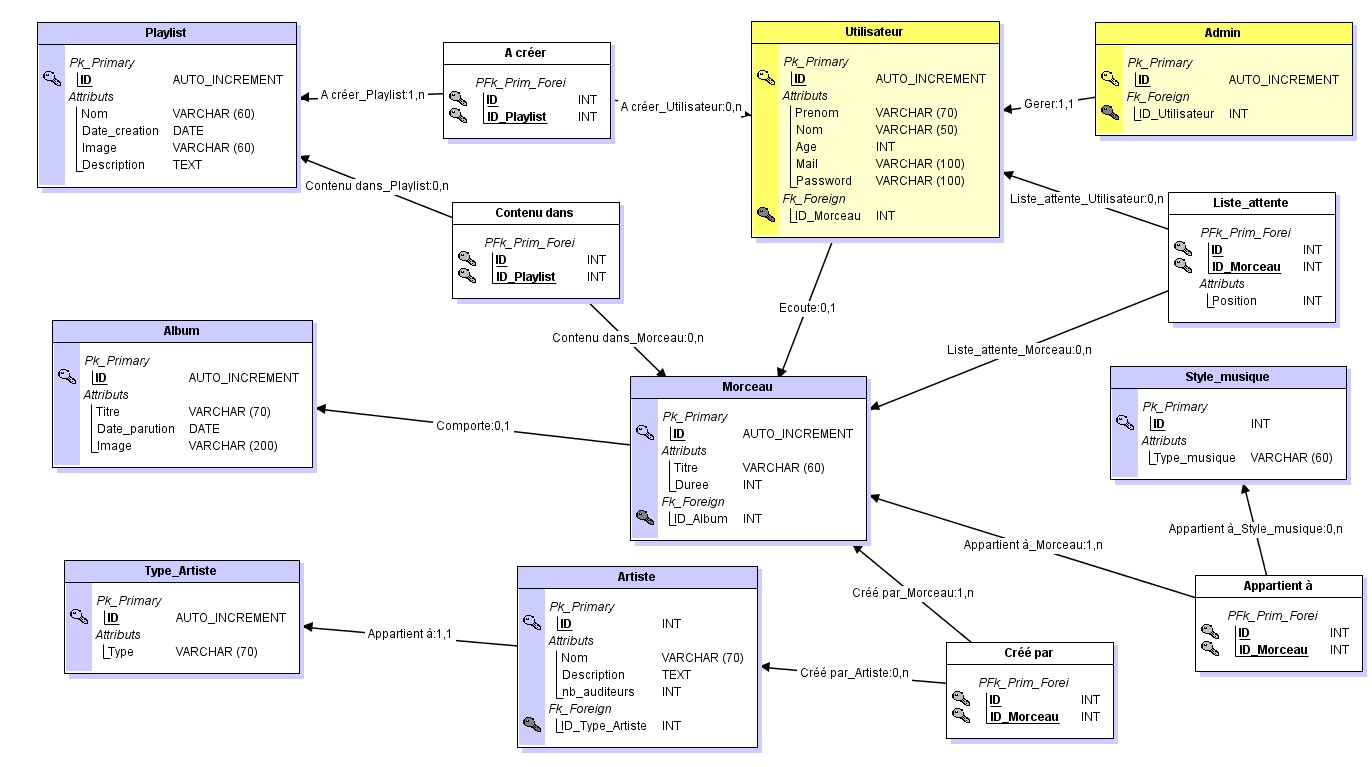 Playlist
Pk_Primary
ID AUTO_INCREMENT
Attributs
Nom VARCHAR (60)
Date_creation DATE
Image VARCHAR (60)
Description TEXT
A créer_Playlist:1,n
A créer
PFk_Prim_Forei
ID INT
ID_Playlist INT
A créer_Utilisateur:0,n
Utilisateur
Pk_Primary
ID AUTO_INCREMENT
Attributs
Prenom VARCHAR (70)
Nom VARCHAR (50)
Age INT
Mail VARCHAR (100)
Password VARCHAR (100)
Fk_Foreign
ID_Morceau INT
Gerer:1,1
Admin
Pk_Primary
ID AUTO_INCREMENT
Fk_Foreign
ID_Utilisateur INT
Contenu dans_Playlist:0,n
Contenu dans
PFk_Prim_Forei
ID INT
ID_Playlist INT
Contenu dans_Morceau:0,n
Ecoute:0,1
Liste_attente_Utilisateur:0,n
Liste_attente
PFk_Prim_Forei
ID INT
ID_Morceau INT
Attributs
Position INT
Liste_attente_Morceau:0,n
Album
Pk_Primary
ID AUTO_INCREMENT
Attributs
Titre VARCHAR (70)
Date_parution DATE
Image VARCHAR (200)
Comporte:0,1
Morceau
Pk_Primary
ID AUTO_INCREMENT
Attributs
Titre VARCHAR (60)
Duree INT
Fk_Foreign
ID_Album INT
Style_musique
Pk_Primary
ID INT
Attributs
Type_musique VARCHAR (60)
Appartient à_Style_musique:0,n
Appartient à_Morceau:1,n
Appartient à
PFk_Prim_Forei
ID INT
ID_Morceau INT
Type_Artiste
Pk_Primary
ID AUTO_INCREMENT
Attributs
Type VARCHAR (70)
Appartient à:1,1
Artiste
Pk_Primary
ID INT
Attributs
Nom VARCHAR (70)
Description TEXT
nb_auditeurs INT
Fk_Foreign
ID_Type_Artiste INT
Créé par_Morceau:1,n
Créé par_Artiste:0,n
Créé par
PFk_Prim_Forei
ID INT
ID_Morceau INT